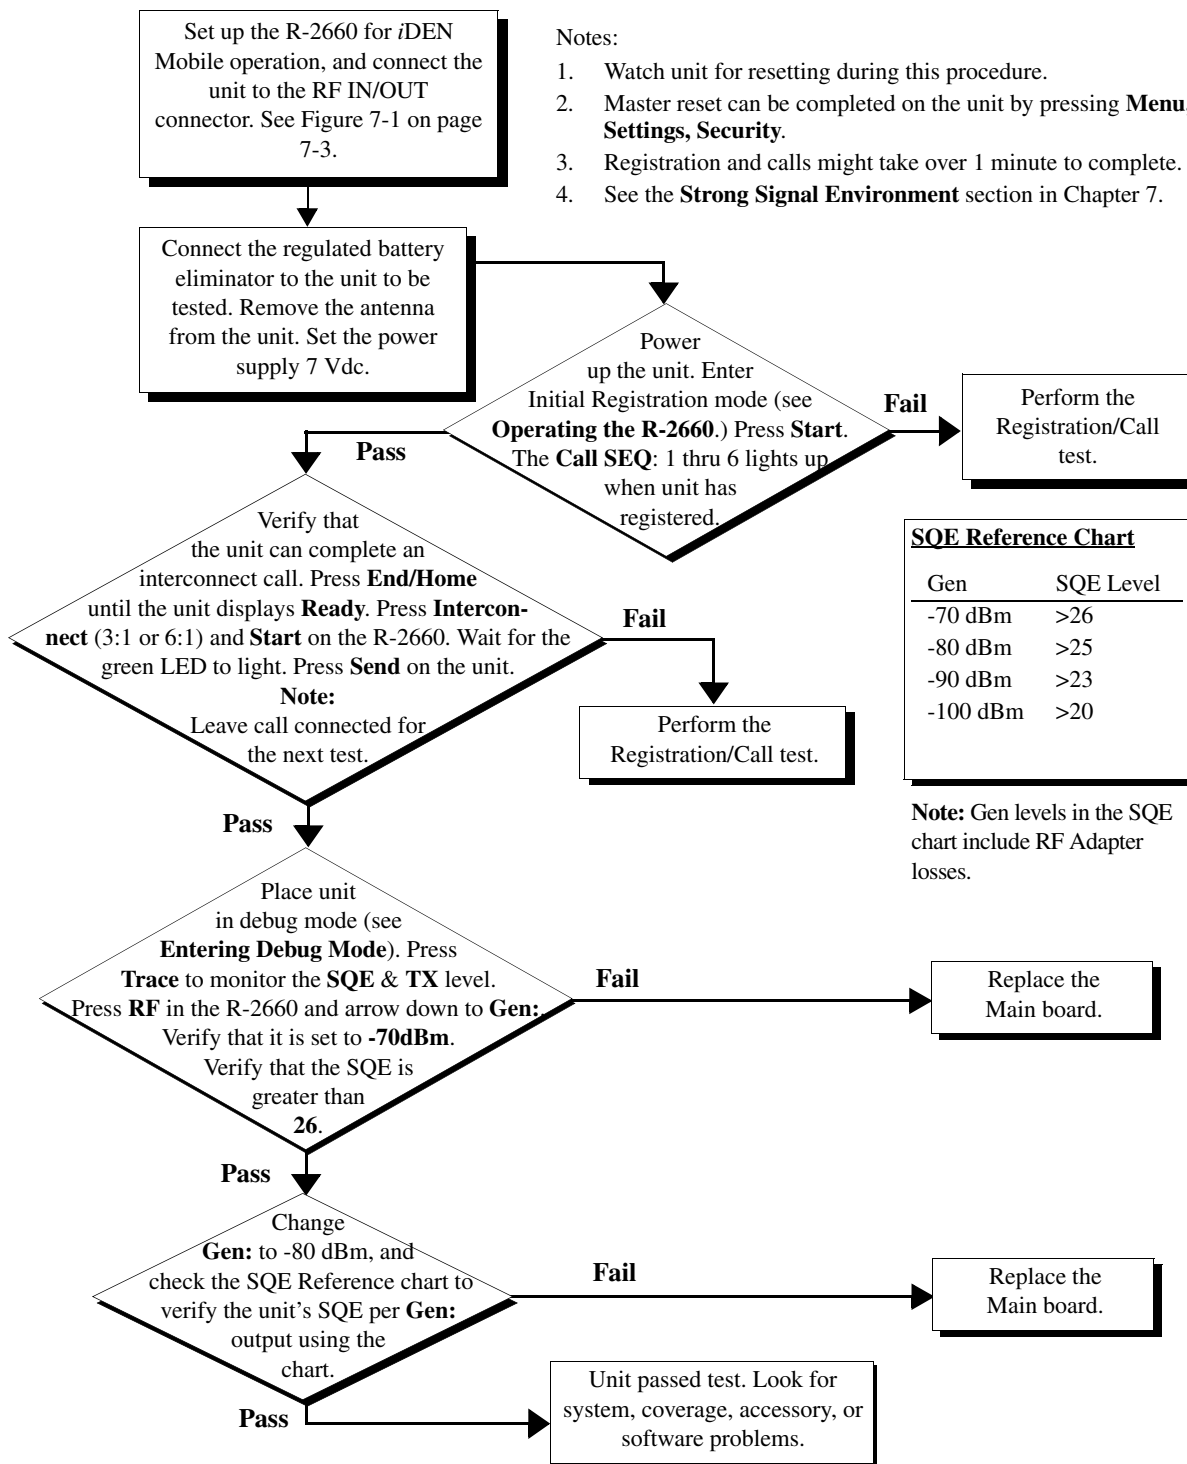 Set up the R-2660 for iDEN
Mobile operation, and connect the
unit to the RF IN/OUT
connector. See Figure 7-1 on page
7-3.
Notes:
1. Watch unit for resetting during this procedure.
2. Master reset can be completed on the unit by pressing Menu,
Settings, Security.
3. Registration and calls might take over 1 minute to complete.
4. See the Strong Signal Environment section in Chapter 7.
Connect the regulated battery
eliminator to the unit to be
tested. Remove the antenna
from the unit. Set the power
supply 7 Vdc.
Power
up the unit. Enter
Initial Registration mode (see
Operating the R-2660.) Press Start.
The Call SEQ: 1 thru 6 lights up
when unit has
registered.
Fail
Perform the
Registration/Call
test.
Pass
Verify that
the unit can complete an
interconnect call. Press End/Home
until the unit displays Ready. Press Intercon-
nect (3:1 or 6:1) and Start on the R-2660. Wait for the
green LED to light. Press Send on the unit.
Note:
Leave call connected for
the next test.
Fail
Perform the
Registration/Call test.
SQE Reference Chart
Gen SQE Level
-70 dBm >26
-80 dBm >25
-90 dBm >23
-100 dBm >20
Note: Gen levels in the SQE
chart include RF Adapter
losses.
Pass
Place unit
in debug mode (see
Entering Debug Mode). Press
Trace to monitor the SQE & TX level.
Press RF in the R-2660 and arrow down to Gen:.
Verify that it is set to -70dBm.
Verify that the SQE is
greater than
26.
Fail
Replace the
Main board.
Pass
Change
Gen: to -80 dBm, and
check the SQE Reference chart to
verify the unit's SQE per Gen:
output using the
chart.
Fail
Replace the
Main board.
Pass
Unit passed test. Look for
system, coverage, accessory, or
software problems.